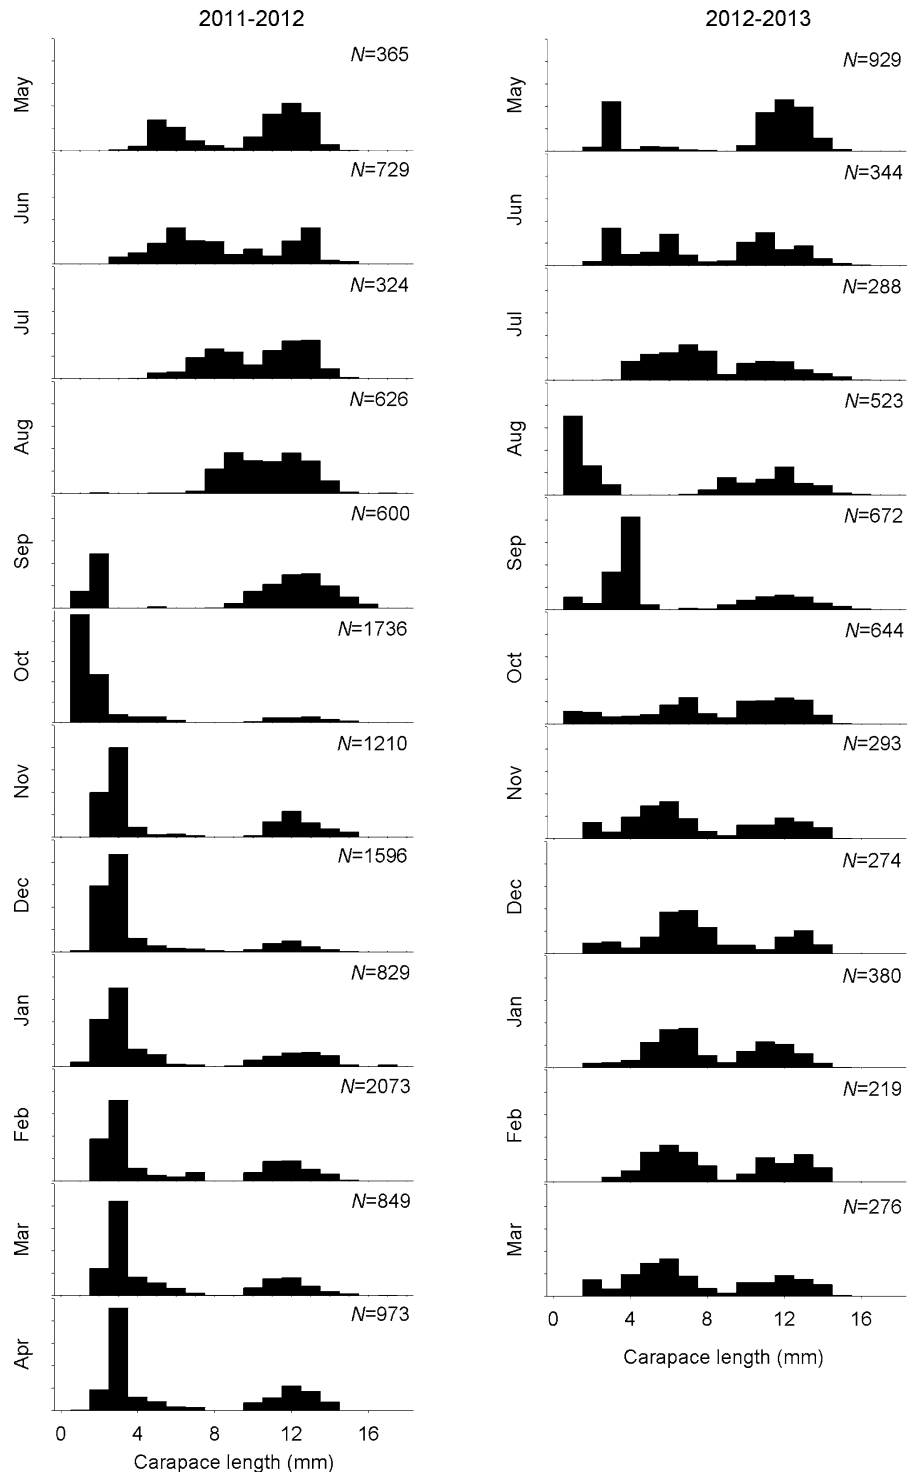 2011-2012
May
N=365
Jun
N=729
Jul
N=324
Aug
N=626
Sep
N=600
Oct
N=1736
Nov
N=1210
Dec
N=1596
Jan
N=829
Feb
N=2073
Mar
N=849
Apr
N=973
0 4 8 12 16
Carapace length (mm)
2012-2013
May
N=929
Jun
N=344
Jul
N=288
Aug
N=523
Sep
N=672
Oct
N=644
Nov
N=293
Dec
N=274
Jan
N=380
Feb
N=219
Mar
N=276
0 4 8 12 16
Carapace length (mm)